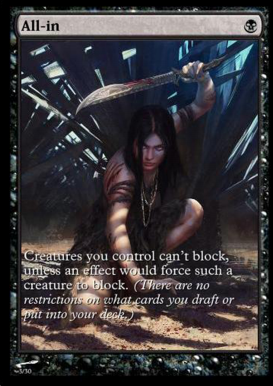 All-in
Creatures you control can't block,
unless an effect would force such a
creature to block. (There are no
restrictions on what cards you draft or
put into your deck.)